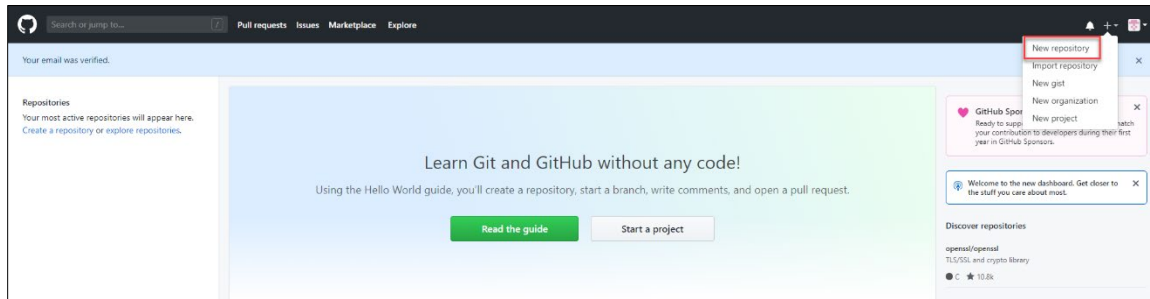 Search or jump to...
/
Pull requests Issues Marketplace Explore
Your email was verified.
New repository
Import repository
New gist
New organization
New project
Repositories
Your most active repositories will appear here.
Create a repository or explore repositories.
Learn Git and GitHub without any code!
Using the Hello World guide, you'll create a repository, start a branch, write comments, and open a pull request.
Read the guide
Start a project
GitHub Spon
Ready to supp
your contribution to developers during their first
year in GitHub Sponsors.
Welcome to the new dashboard. Get closer to
the stuff you care about most.
Discover repositories
openssl/openssl
TLS/SSL and crypto library
C 10.8k